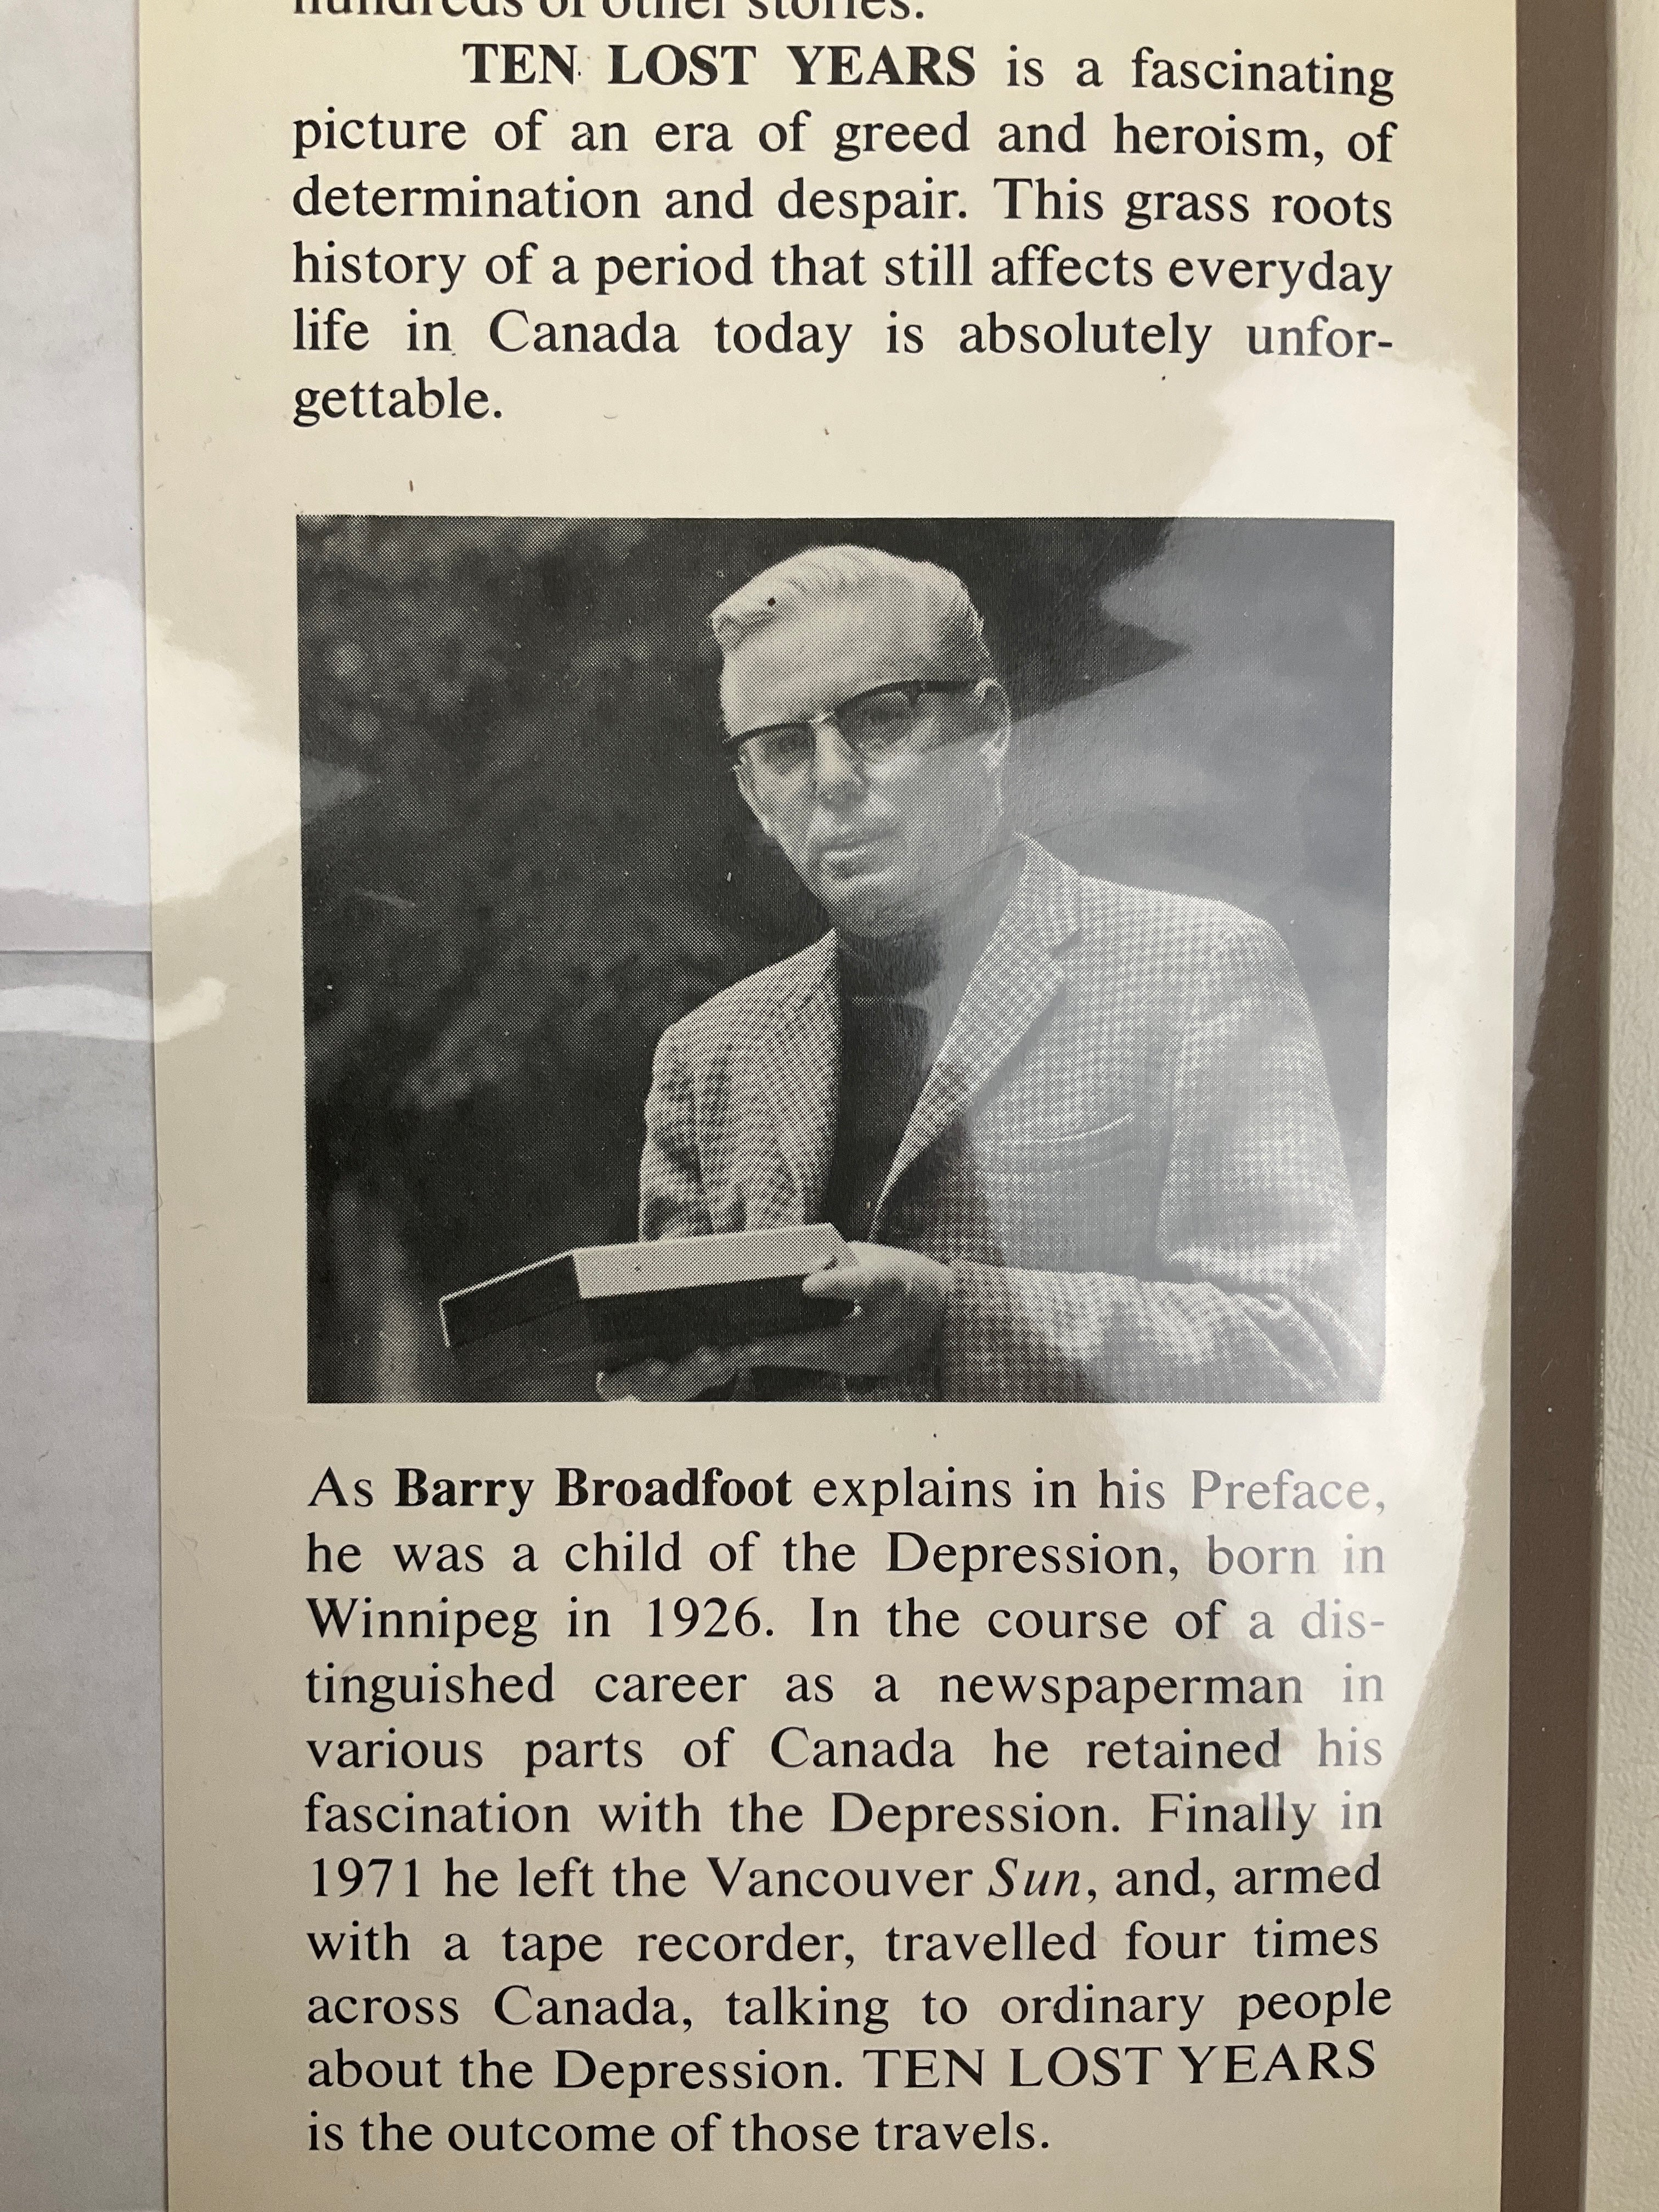 hundreds of other stories.
TEN LOST YEARS is a fascinating
picture of an era of greed and heroism, of
determination and despair. This grass roots
history of a period that still affects everyday
life in Canada today is absolutely unfor-
gettable.
As Barry Broadfoot explains in his Preface,
he was a child of the Depression, born in
Winnipeg in 1926. In the course of a dis-
tinguished career as a newspaperman in
various parts of Canada he retained his
fascination with the Depression. Finally in
1971 he left the Vancouver Sun, and, armed
with a tape recorder, travelled four times
across Canada, talking to ordinary people
about the Depression. TEN LOST YEARS
is the outcome of those travels.